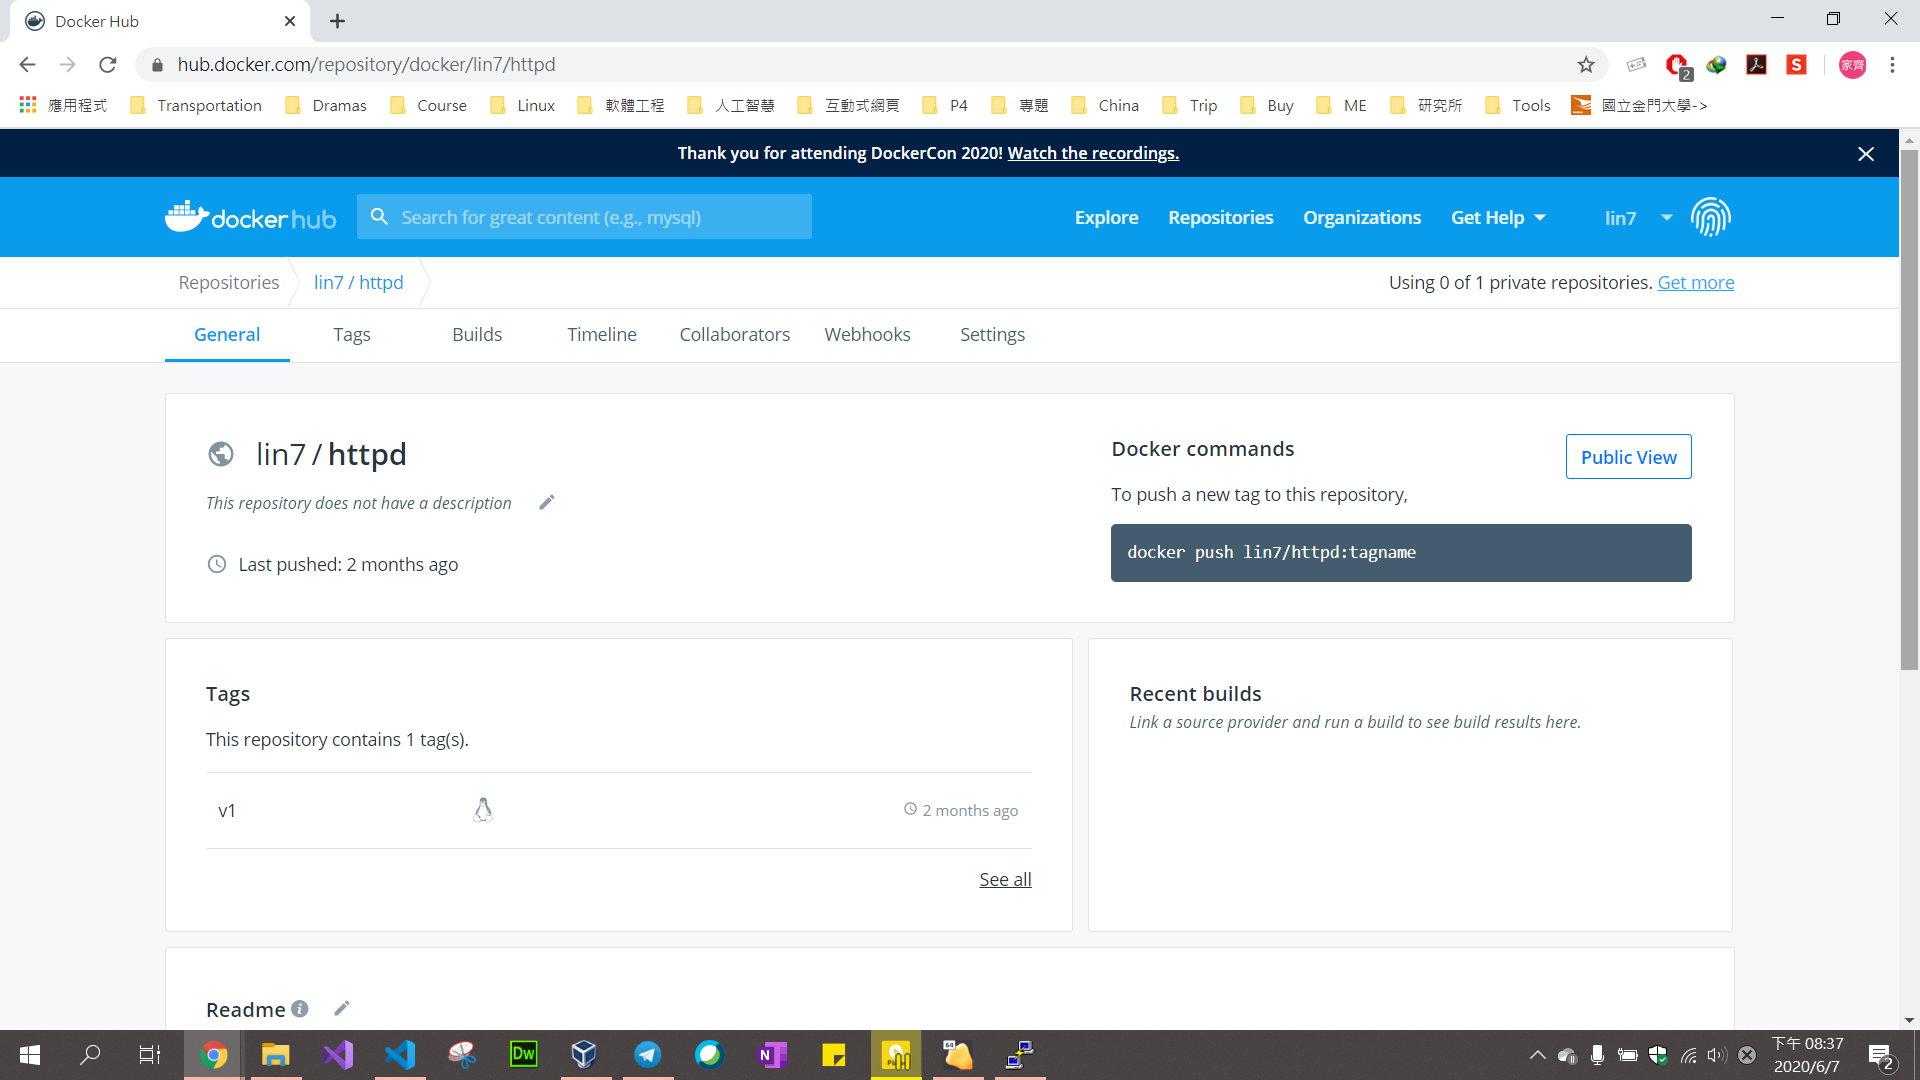 Docker Hub
hub.docker.com/repository/docker/lin7/httpd
2
家齊
應用程式 Transportation Dramas Course Linux 軟體工程 人工智慧 互動式網頁 P4 專題 China Trip Buy ME 研究所 Tools 國立金門大學->
Thank you for attending DockerCon 2020! Watch the recordings.
docker hub Search for great content (e.g., mysql) Explore Repositories Organizations Get Help lin7
Repositories lin7 / httpd Using 0 of 1 private repositories. Get more
General Tags Builds Timeline Collaborators Webhooks Settings
lin7 / httpd
This repository does not have a description
Last pushed: 2 months ago
Docker commands
Public View
To push a new tag to this repository,
docker push lin7/httpd:tagname
Tags
This repository contains 1 tag(s).
v1 2 months ago
See all
Recent builds
Link a source provider and run a build to see build results here.
Readme
Dw
N
64
下午 08:37
2020/6/7
2